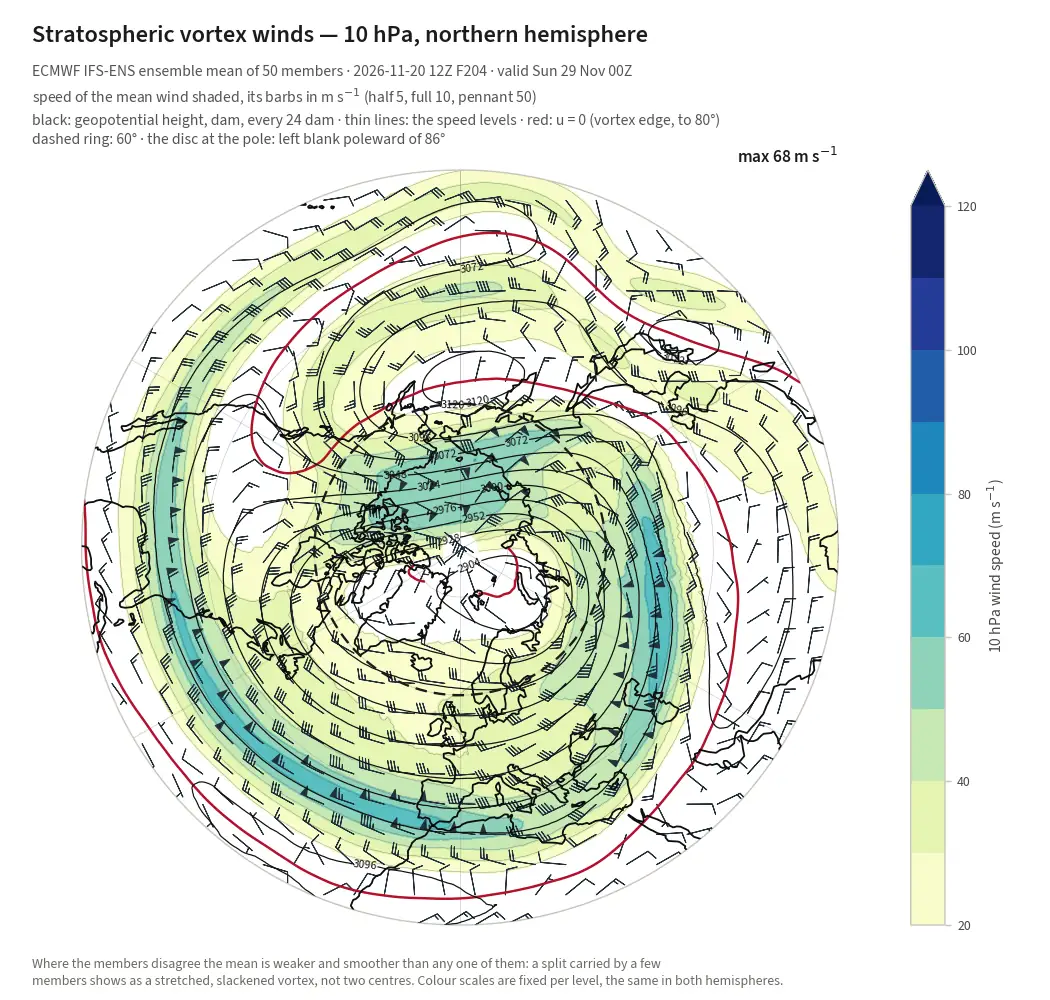 Stratospheric vortex winds — 10 hPa, northern hemisphere
ECMWF IFS-ENS ensemble mean of 50 members · 2026-11-20 12Z F204 · valid Sun 29 Nov 00Z
speed of the mean wind shaded, its barbs in m s⁻¹ (half 5, full 10, pennant 50)
black: geopotential height, dam, every 24 dam · thin lines: the speed levels · red: u = 0 (vortex edge, to 80°)
dashed ring: 60° · the disc at the pole: left blank poleward of 86°
max 68 m s⁻¹
120
100
80
60
40
20
10 hPa wind speed (m s⁻¹)
3072
3120
3120
3072
3072
2976
2952
2904
3096
Where the members disagree the mean is weaker and smoother than any one of them: a split carried by a few
members shows as a stretched, slackened vortex, not two centres. Colour scales are fixed per level, the same in both hemispheres.